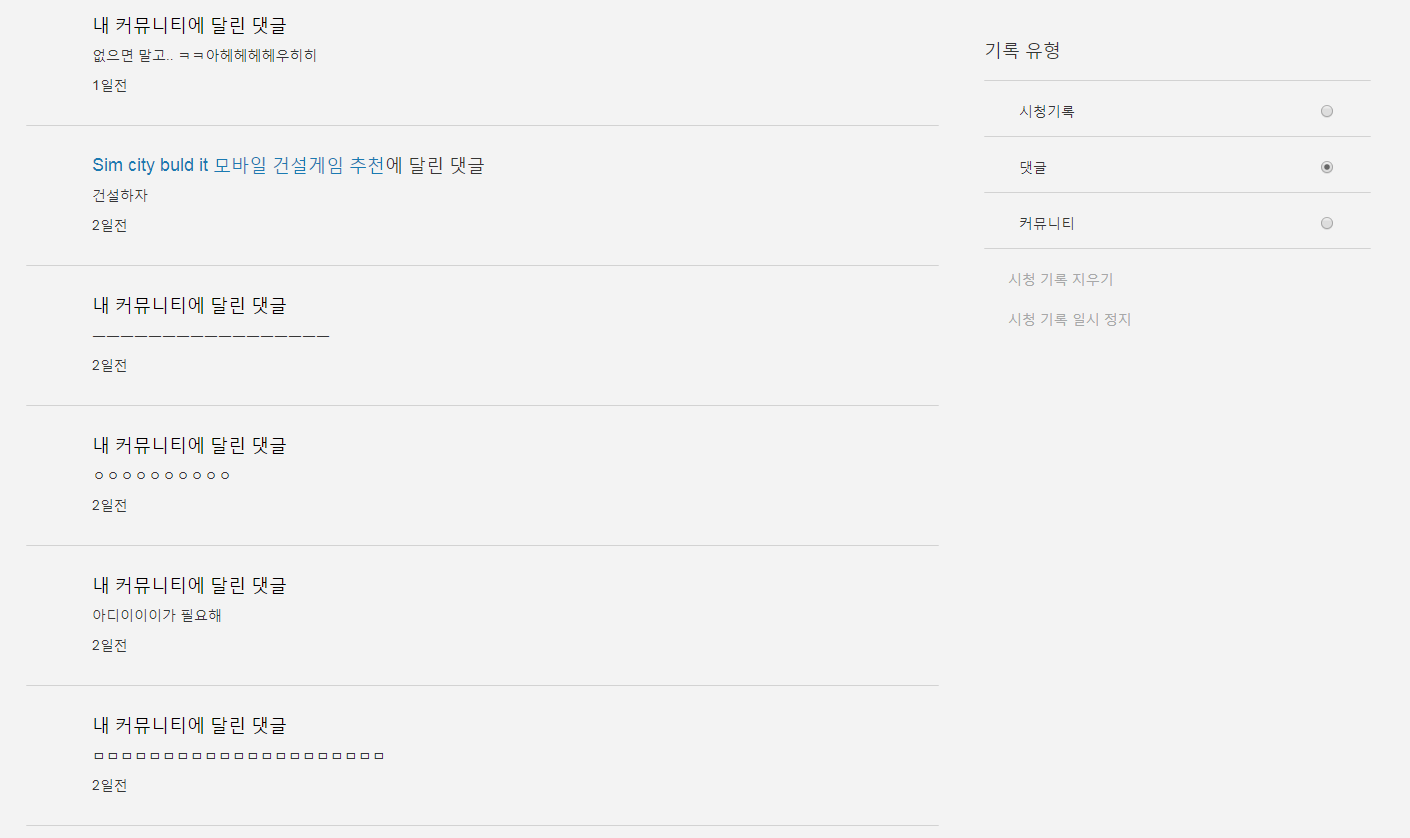 내 커뮤니티에 달린 댓글
없으면 말고.. ㅋㅋ아헤헤헤헤우히히
1일전
Sim city buld it 모바일 건설게임 추천에 달린 댓글
건설하자
2일전
내 커뮤니티에 달린 댓글
ㅡㅡㅡㅡㅡㅡㅡㅡㅡㅡㅡㅡㅡㅡㅡㅡㅡ
2일전
내 커뮤니티에 달린 댓글
ㅇㅇㅇㅇㅇㅇㅇㅇㅇㅇ
2일전
내 커뮤니티에 달린 댓글
아디이이이가 필요해
2일전
내 커뮤니티에 달린 댓글
ㅁㅁㅁㅁㅁㅁㅁㅁㅁㅁㅁㅁㅁㅁㅁㅁㅁㅁㅁㅁㅁ
2일전
기록 유형
시청기록
댓글
커뮤니티
시청 기록 지우기
시청 기록 일시 정지